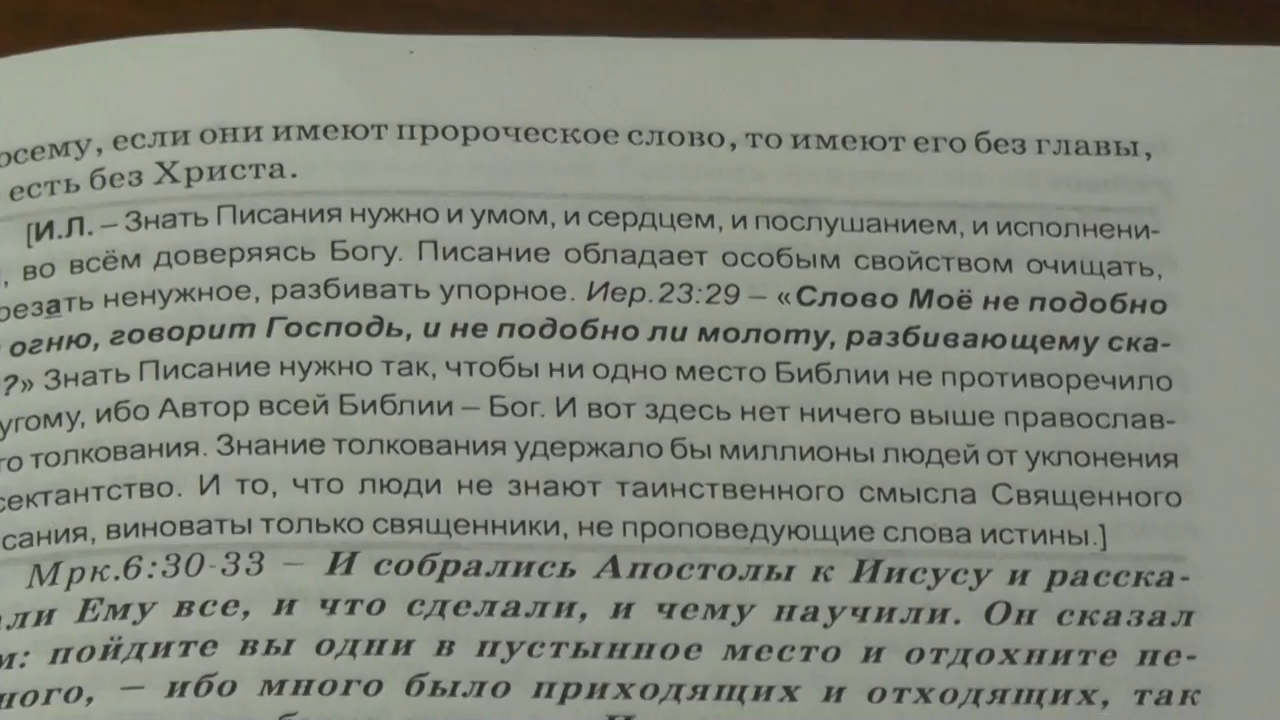 осему, если они имеют пророческое слово, то имеют его без главы,
есть без Христа.
[И.Л. – Знать Писания нужно и умом, и сердцем, и послушанием, и исполнени-
, во всём доверяясь Богу. Писание обладает особым свойством очищать,
резать ненужное, разбивать упорное. Иер.23:29 – «Слово Моё не подобно
огню, говорит Господь, и не подобно ли молоту, разбивающему ска-
?» Знать Писание нужно так, чтобы ни одно место Библии не противоречило
угому, ибо Автор всей Библии – Бог. И вот здесь нет ничего выше православ-
го толкования. Знание толкования удержало бы миллионы людей от уклонения
сектантство. И то, что люди не знают таинственного смысла Священного
сания, виноваты только священники, не проповедующие слова истины.]
Мрк.6:30-33 – И собрались Апостолы к Иисусу и расска-
али Ему все, и что сделали, и чему научили. Он сказал
м: пойдите вы одни в пустынное место и отдохните не-
ного, – ибо много было приходящих и отходящих, так